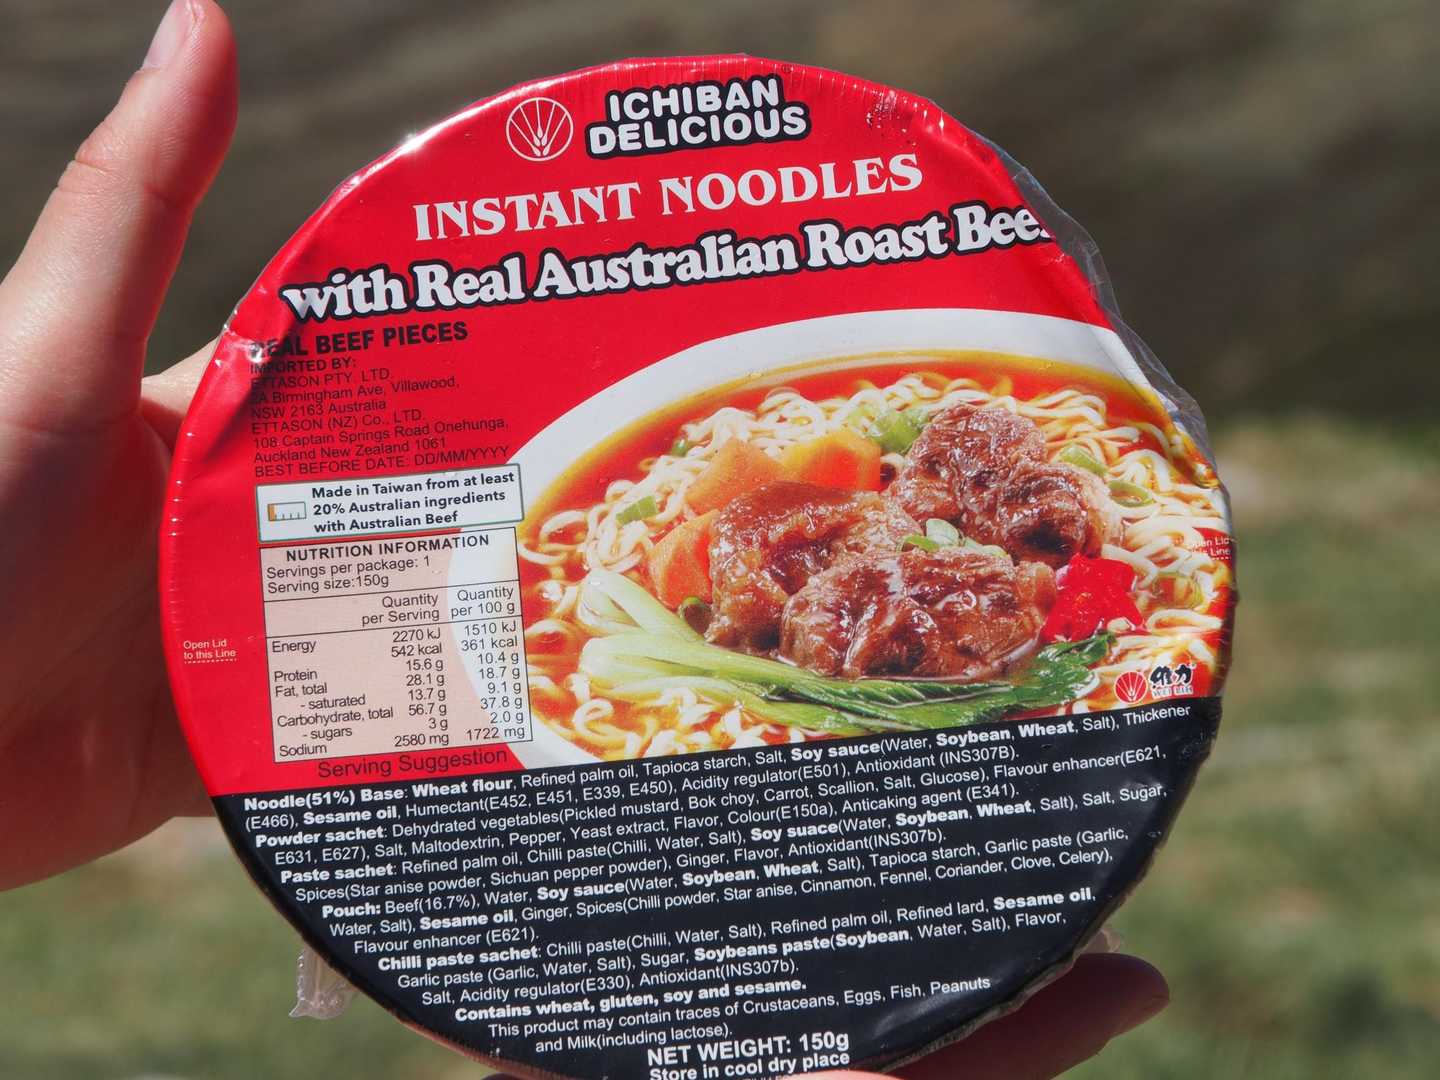 ICHIBAN
DELICIOUS
INSTANT NOODLES
with Real Australian Roast Bee
REAL BEEF PIECES
IMPORTED BY:
ETTASON PTY. LTD.
2A Birmingham Ave, Villawood,
NSW 2163 Australia
ETTASON (NZ) Co., LTD.
108 Captain Springs Road Onehunga,
Auckland New Zealand 1061
BEST BEFORE DATE: DD/MM/YYYY
Made in Taiwan from at least
20% Australian ingredients
with Australian Beef
NUTRITION INFORMATION
Servings per package: 1
Serving size:150g
Quantity per Serving Quantity per 100 g
Energy 2270 kJ 1510 kJ
542 kcal 361 kcal
Protein 15.6 g 10.4 g
Fat, total 28.1 g 18.7 g
- saturated 13.7 g 9.1 g
Carbohydrate, total 56.7 g 37.8 g
- sugars 3 g 2.0 g
Sodium 2580 mg 1722 mg
Serving Suggestion
Open Lid
to this Line
Open Lid
this Line
WEI LIH
Noodle(51%) Base: Wheat flour, Refined palm oil, Tapioca starch, Salt, Soy sauce(Water, Soybean, Wheat, Salt), Thickener
(E466), Sesame oil, Humectant(E452, E451, E339, E450), Acidity regulator(E501), Antioxidant (INS307B).
Powder sachet: Dehydrated vegetables(Pickled mustard, Bok choy, Carrot, Scallion, Salt, Glucose), Flavour enhancer(E621,
E631, E627), Salt, Maltodextrin, Pepper, Yeast extract, Flavor, Colour(E150a), Anticaking agent (E341).
Paste sachet: Refined palm oil, Chilli paste(Chilli, Water, Salt), Soy suace(Water, Soybean, Wheat, Salt), Salt, Sugar,
Spices(Star anise powder, Sichuan pepper powder), Ginger, Flavor, Antioxidant(INS307b).
Pouch: Beef(16.7%), Water, Soy sauce(Water, Soybean, Wheat, Salt), Tapioca starch, Garlic paste (Garlic,
Water, Salt), Sesame oil, Ginger, Spices(Chilli powder, Star anise, Cinnamon, Fennel, Coriander, Clove, Celery),
Flavour enhancer (E621).
Chilli paste sachet: Chilli paste(Chilli, Water, Salt), Refined palm oil, Refined lard, Sesame oil,
Garlic paste (Garlic, Water, Salt), Sugar, Soybeans paste(Soybean, Water, Salt), Flavor,
Salt, Acidity regulator(E330), Antioxidant(INS307b).
Contains wheat, gluten, soy and sesame.
This product may contain traces of Crustaceans, Eggs, Fish, Peanuts
and Milk(including lactose).
NET WEIGHT: 150g
Store in cool dry place